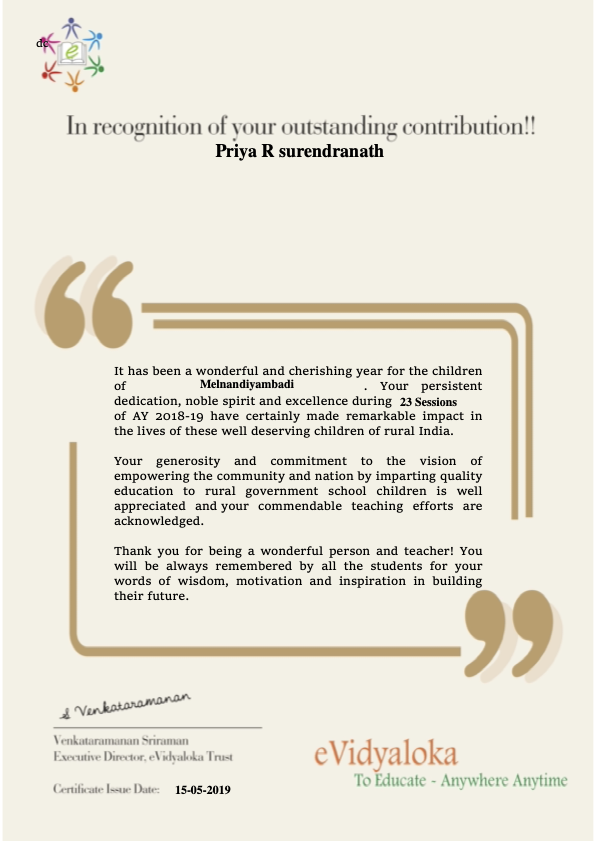 de
e
In recognition of your outstanding contribution!!
Priya R surendranath
It has been a wonderful and cherishing year for the children
of Melnandiyambadi . Your persistent
dedication, noble spirit and excellence during 23 Sessions
of AY 2018-19 have certainly made remarkable impact in
the lives of these well deserving children of rural India.
Your generosity and commitment to the vision of
empowering the community and nation by imparting quality
education to rural government school children is well
appreciated and your commendable teaching efforts are
acknowledged.
Thank you for being a wonderful person and teacher! You
will be always remembered by all the students for your
words of wisdom, motivation and inspiration in building
their future.
S Venkataramanan
Venkataramanan Sriraman
Executive Director, eVidyaloka Trust
eVidyaloka
To Educate - Anywhere Anytime
Certificate Issue Date: 15-05-2019